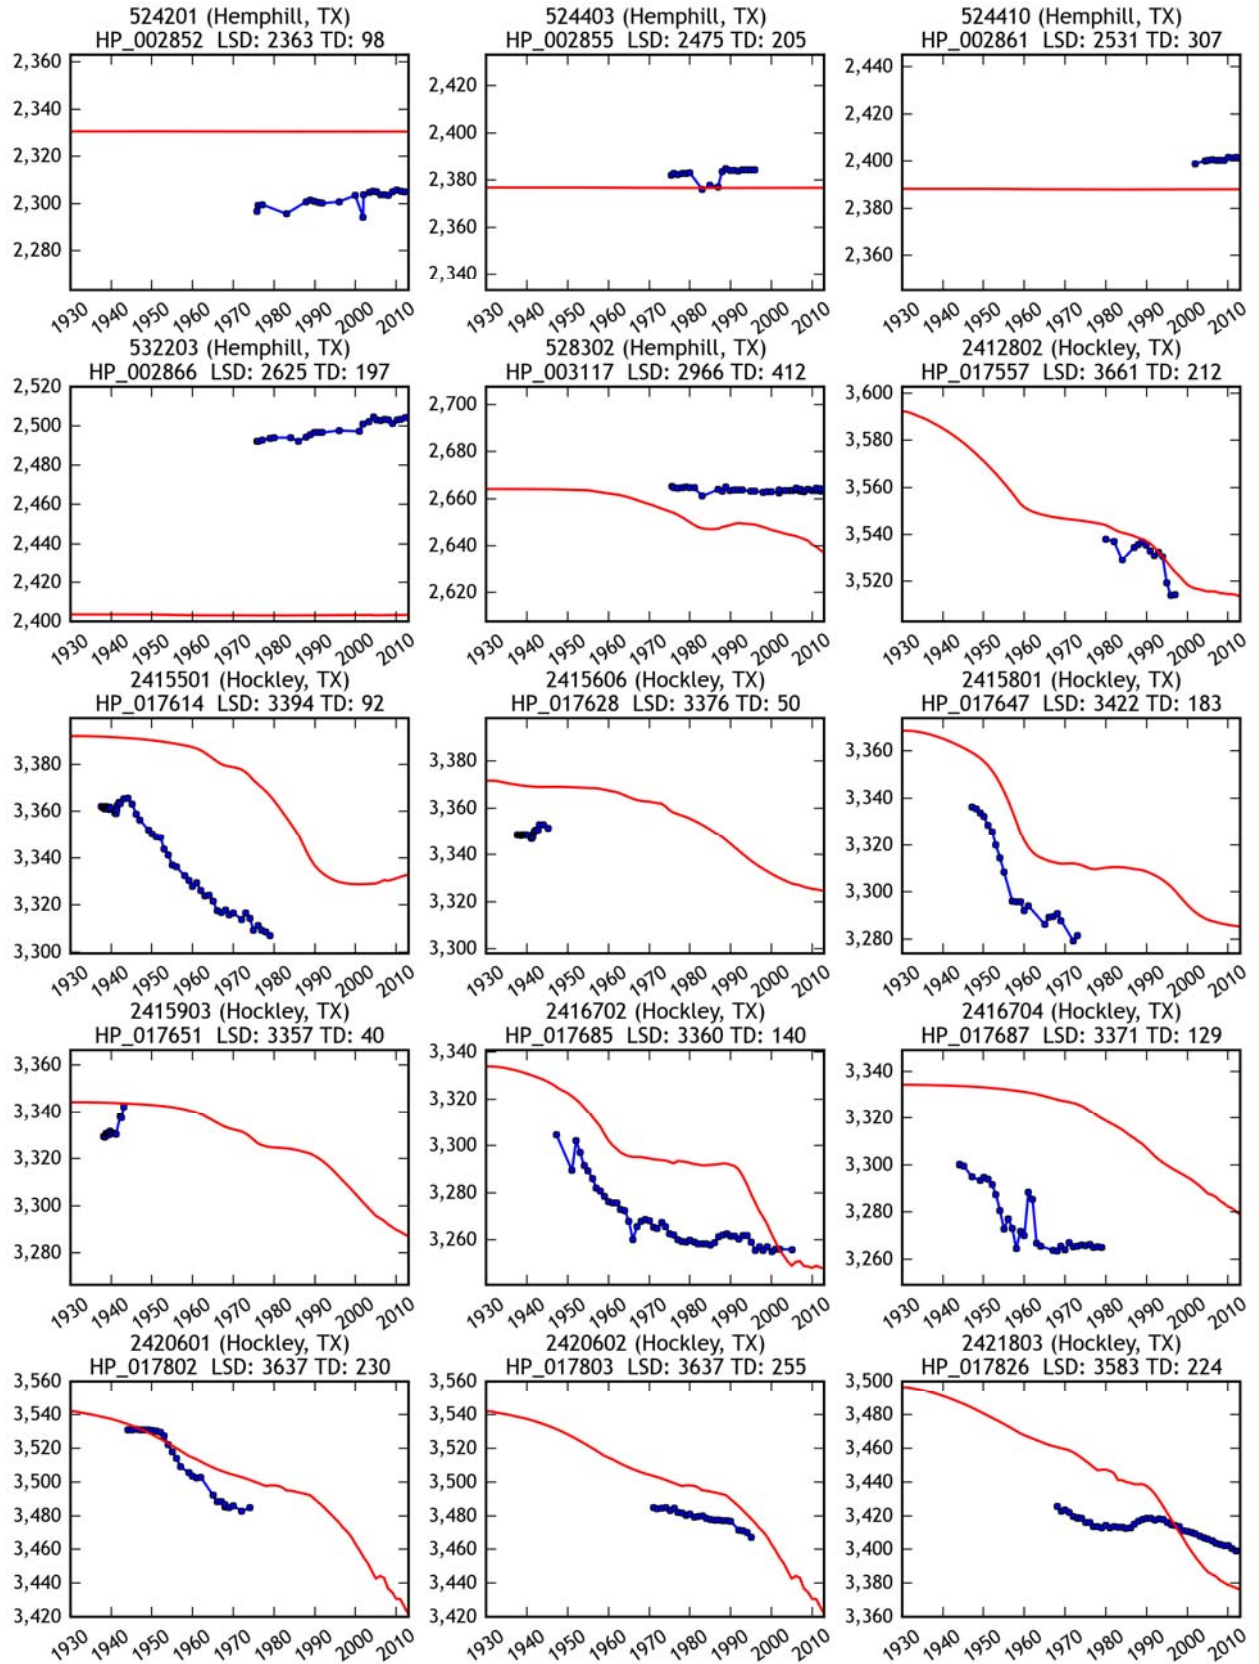 524201 (Hemphill, TX) 524403 (Hemphill, TX) 524410 (Hemphill, TX)
HP_002852 LSD: 2363 TD: 98 HP_002855 LSD: 2475 TD: 205 HP_002861 LSD: 2531 TD: 307
2,360 2,340 2,320 2,300 2,280
2,420 2,400 2,380 2,360 2,340
2,440 2,420 2,400 2,380 2,360
1930 1940 1950 1960 1970 1980 1990 2000 2010 1930 1940 1950 1960 1970 1980 1990 2000 2010 1930 1940 1950 1960 1970 1980 1990 2000 2010
532203 (Hemphill, TX) 528302 (Hemphill, TX) 2412802 (Hockley, TX)
HP_002866 LSD: 2625 TD: 197 HP_003117 LSD: 2966 TD: 412 HP_017557 LSD: 3661 TD: 212
2,520 2,500 2,480 2,460 2,440 2,420 2,400
2,700 2,680 2,660 2,640 2,620
3,600 3,580 3,560 3,540 3,520
1930 1940 1950 1960 1970 1980 1990 2000 2010 1930 1940 1950 1960 1970 1980 1990 2000 2010 1930 1940 1950 1960 1970 1980 1990 2000 2010
2415501 (Hockley, TX) 2415606 (Hockley, TX) 2415801 (Hockley, TX)
HP_017614 LSD: 3394 TD: 92 HP_017628 LSD: 3376 TD: 50 HP_017647 LSD: 3422 TD: 183
3,380 3,360 3,340 3,320 3,300
3,380 3,360 3,340 3,320 3,300
3,360 3,340 3,320 3,300 3,280
1930 1940 1950 1960 1970 1980 1990 2000 2010 1930 1940 1950 1960 1970 1980 1990 2000 2010 1930 1940 1950 1960 1970 1980 1990 2000 2010
2415903 (Hockley, TX) 2416702 (Hockley, TX) 2416704 (Hockley, TX)
HP_017651 LSD: 3357 TD: 40 HP_017685 LSD: 3360 TD: 140 HP_017687 LSD: 3371 TD: 129
3,360 3,340 3,320 3,300 3,280
3,340 3,320 3,300 3,280 3,260
3,340 3,320 3,300 3,280 3,260
1930 1940 1950 1960 1970 1980 1990 2000 2010 1930 1940 1950 1960 1970 1980 1990 2000 2010 1930 1940 1950 1960 1970 1980 1990 2000 2010
2420601 (Hockley, TX) 2420602 (Hockley, TX) 2421803 (Hockley, TX)
HP_017802 LSD: 3637 TD: 230 HP_017803 LSD: 3637 TD: 255 HP_017826 LSD: 3583 TD: 224
3,560 3,540 3,520 3,500 3,480 3,460 3,440 3,420
3,560 3,540 3,520 3,500 3,480 3,460 3,440 3,420
3,500 3,480 3,460 3,440 3,420 3,400 3,380 3,360
1930 1940 1950 1960 1970 1980 1990 2000 2010 1930 1940 1950 1960 1970 1980 1990 2000 2010 1930 1940 1950 1960 1970 1980 1990 2000 2010